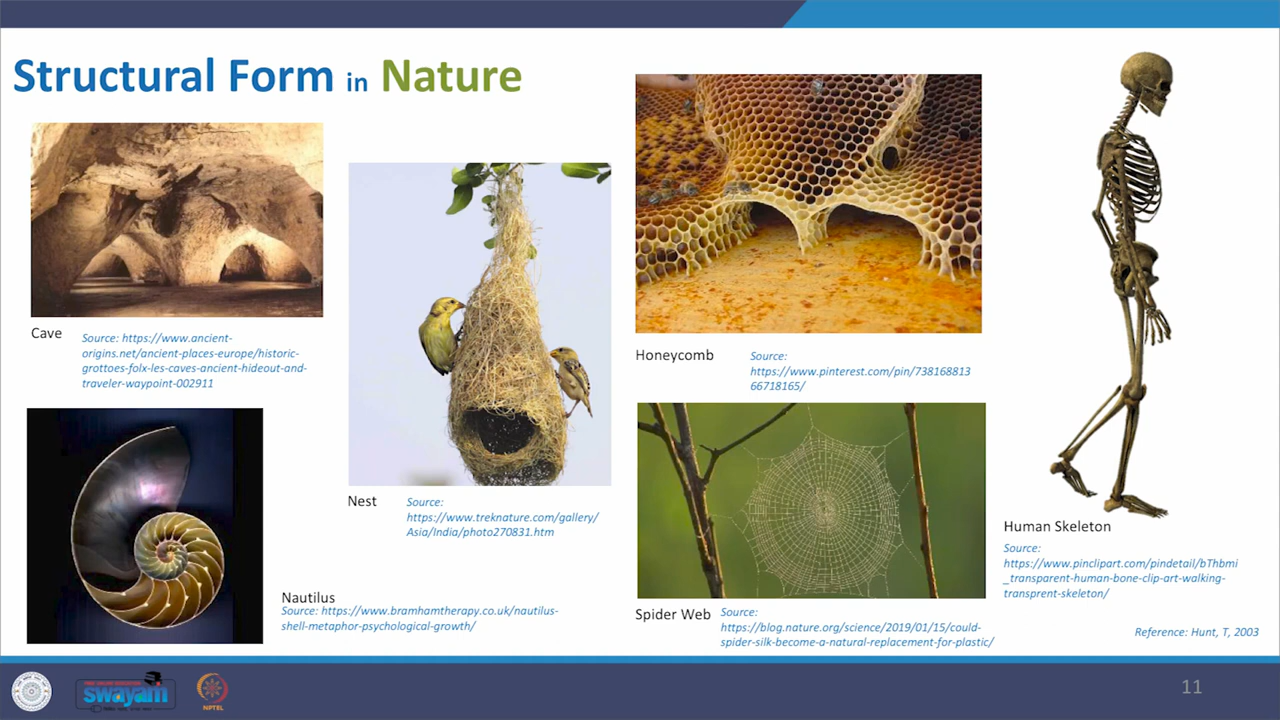 Structural Form in Nature
Cave
Source: https://www.ancient-
origins.net/ancient-places-europe/historic-
grottoes-folx-les-caves-ancient-hideout-and-
traveler-waypoint-002911
Nautilus
Source: https://www.bramhamtherapy.co.uk/nautilus-
shell-metaphor-psychological-growth/
Nest
Source:
https://www.treknature.com/gallery/
Asia/India/photo270831.htm
Honeycomb
Source:
https://www.pinterest.com/pin/738168813
66718165/
Spider Web
Source:
https://blog.nature.org/science/2019/01/15/could-
spider-silk-become-a-natural-replacement-for-plastic/
Human Skeleton
Source:
https://www.pinclipart.com/pindetail/bThbmi
_transparent-human-bone-clip-art-walking-
transprent-skeleton/
Reference: Hunt, T, 2003
swayam
NPTEL
11